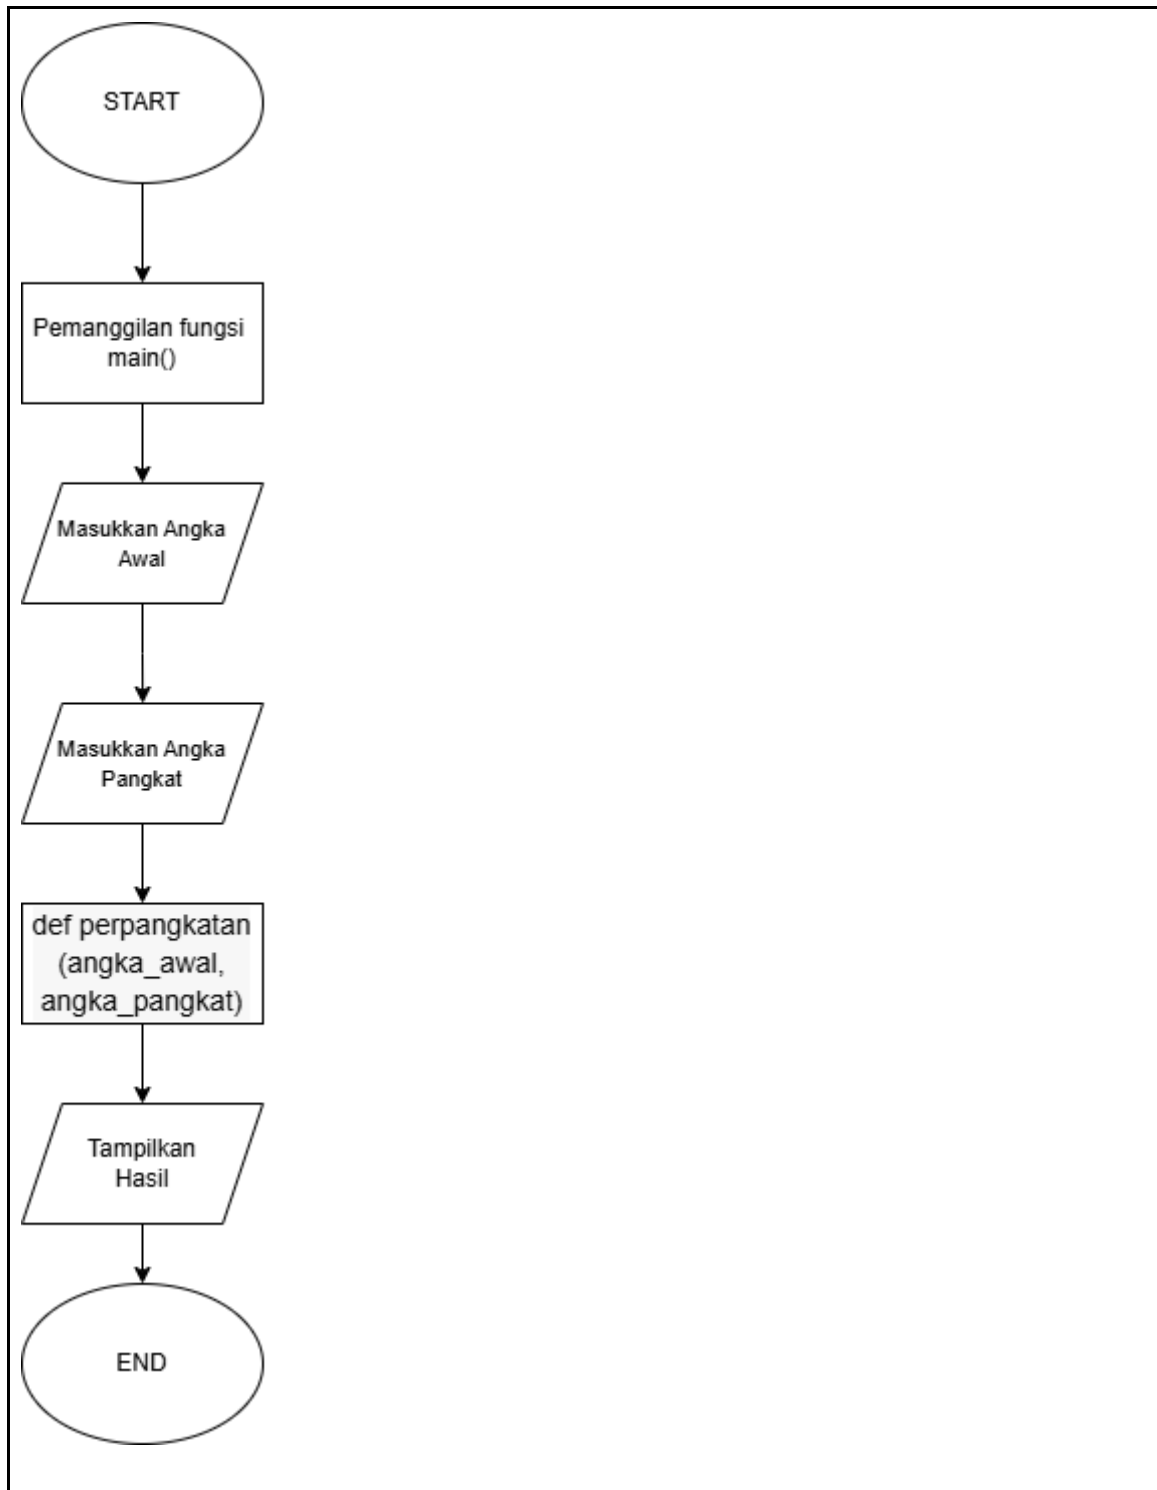 START
Pemanggilan fungsi
main()
Masukkan Angka
Awal
Masukkan Angka
Pangkat
def perpangkatan
(angka_awal,
angka_pangkat)
Tampilkan
Hasil
END